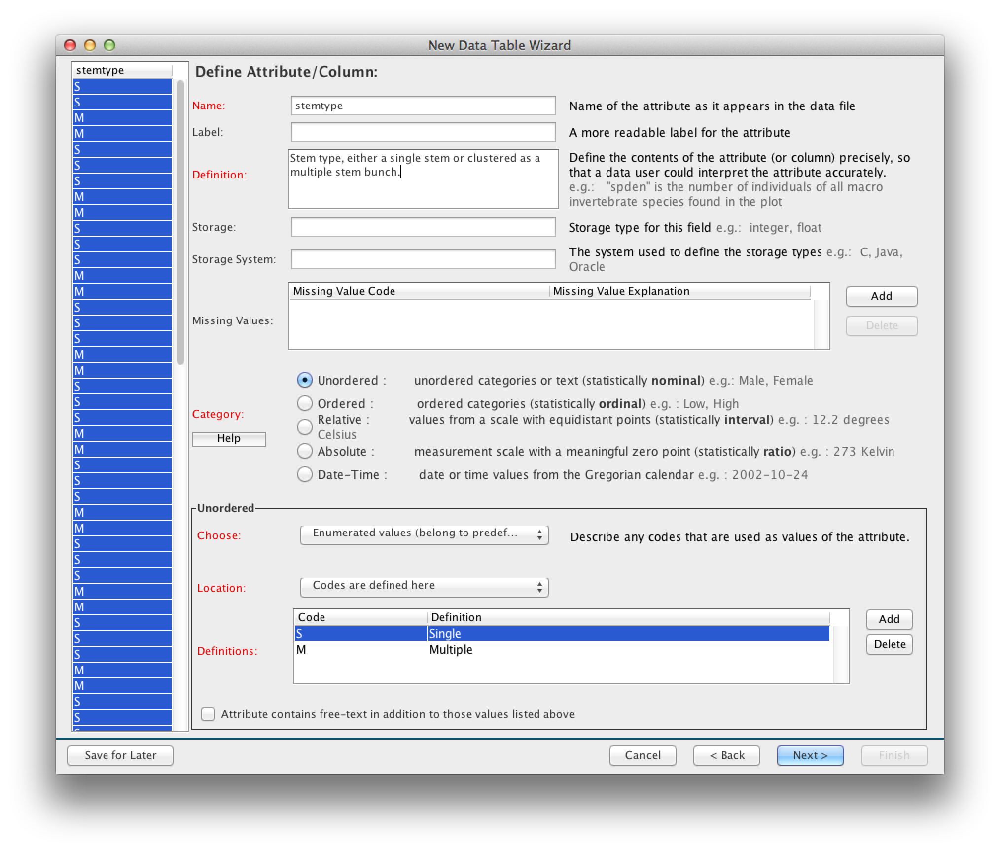 New Data Table Wizard
stemtype
S
S
M
M
S
S
S
M
M
S
S
S
M
M
S
S
S
M
M
S
S
S
M
M
S
S
S
M
M
S
S
S
M
M
S
S
S
M
M
S
S
Define Attribute/Column:
Name:
stemtype
Name of the attribute as it appears in the data file
Label:
A more readable label for the attribute
Definition:
Stem type, either a single stem or clustered as a
multiple stem bunch.
Define the contents of the attribute (or column) precisely, so
that a data user could interpret the attribute accurately.
e.g.: "spden" is the number of individuals of all macro
invertebrate species found in the plot
Storage:
Storage type for this field e.g.: integer, float
Storage System:
The system used to define the storage types e.g.: C, Java,
Oracle
Missing Values:
Missing Value Code Missing Value Explanation
Add
Delete
Category:
Help
Unordered : unordered categories or text (statistically nominal) e.g.: Male, Female
Ordered : ordered categories (statistically ordinal) e.g. : Low, High
Relative : values from a scale with equidistant points (statistically interval) e.g. : 12.2 degrees
Celsius
Absolute : measurement scale with a meaningful zero point (statistically ratio) e.g. : 273 Kelvin
Date-Time : date or time values from the Gregorian calendar e.g. : 2002-10-24
Unordered
Choose:
Enumerated values (belong to predef...
Describe any codes that are used as values of the attribute.
Location:
Codes are defined here
Definitions:
Code Definition
S Single
M Multiple
Add
Delete
Attribute contains free-text in addition to those values listed above
Save for Later
Cancel
< Back
Next >
Finish